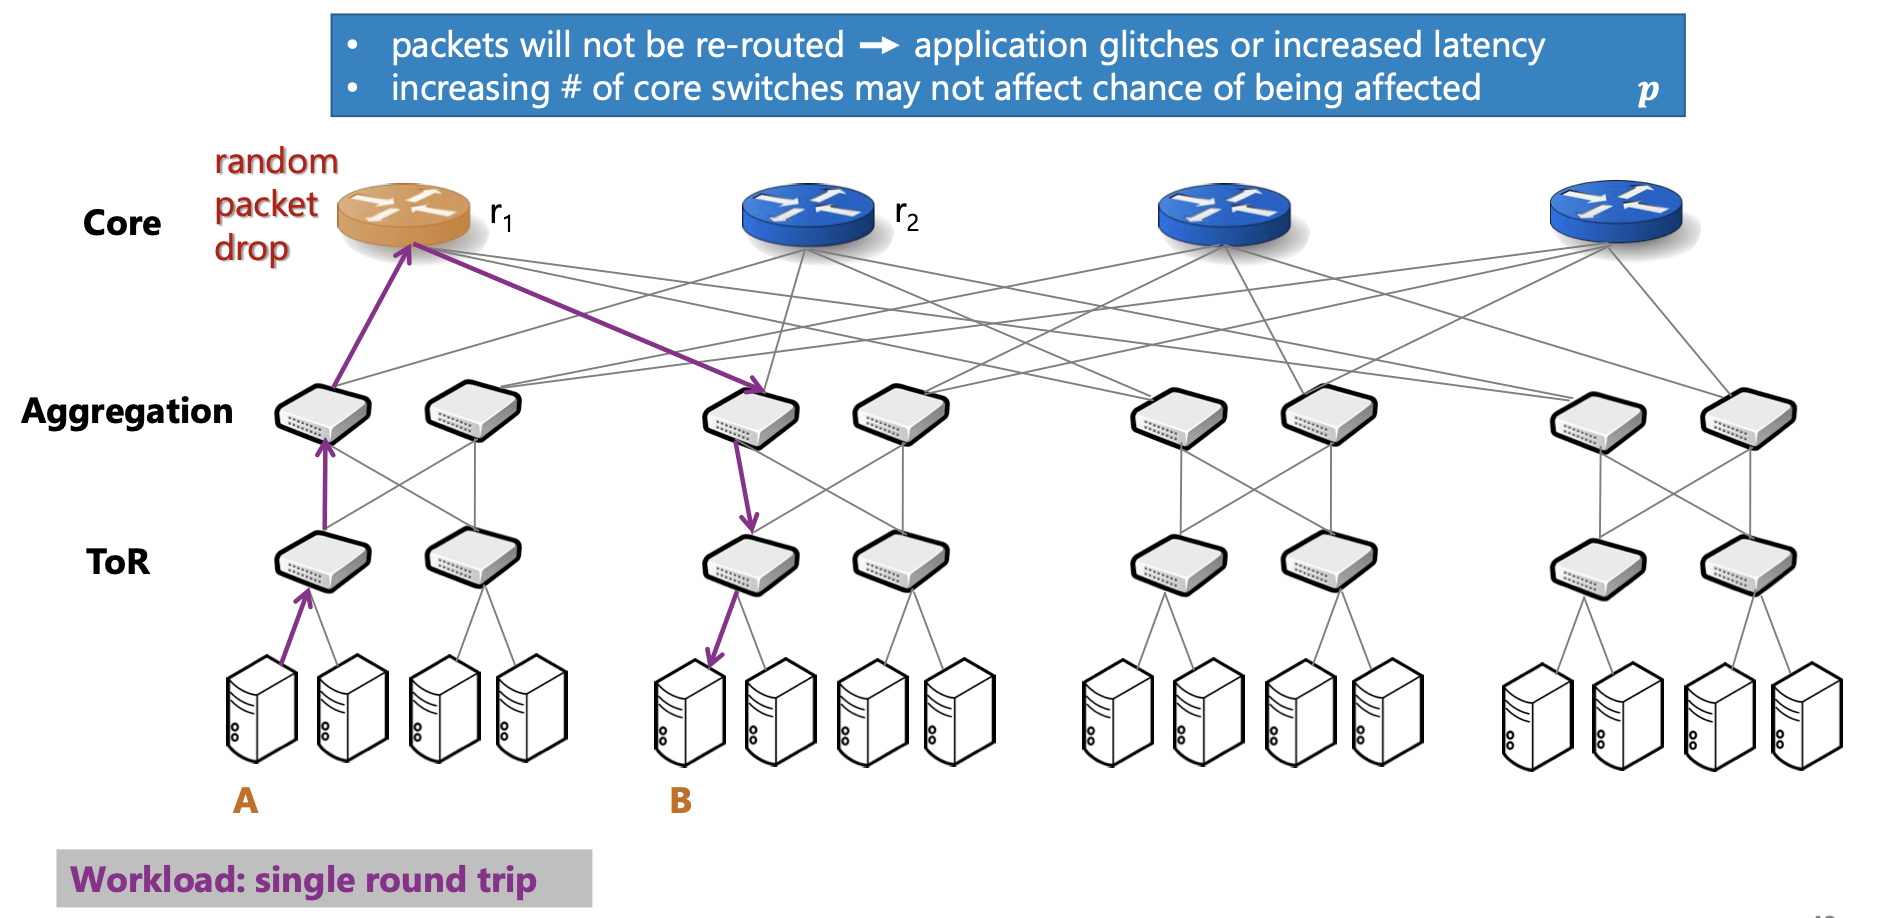 • packets will not be re-routed → application glitches or increased latency
• increasing # of core switches may not affect chance of being affected p
random
packet
drop
Core
r₁
r₂
Aggregation
ToR
A
B
Workload: single round trip